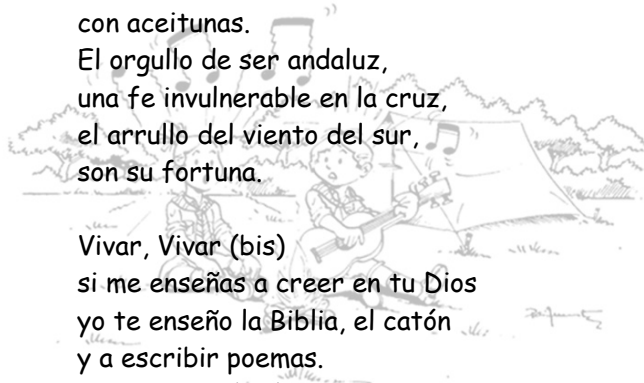 con aceitunas.
El orgullo de ser andaluz,
una fe invulnerable en la cruz,
el arrullo del viento del sur,
son su fortuna.
Vivar, Vivar (bis)
si me enseñas a creer en tu Dios
yo te enseño la Biblia, el catón
y a escribir poemas.